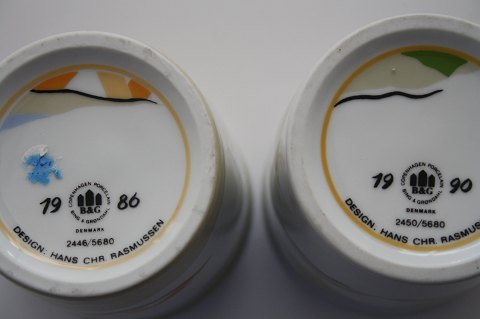 19 86
COPENHAGEN PORCELAIN
BING & GRØNDAHL
B&G
DENMARK
2446/5680
DESIGN: HANS CHR. RASMUSSEN
19 90
COPENHAGEN PORCELAIN
BING & GRØNDAHL
B&G
DENMARK
2450/5680
DESIGN: HANS CHR. RASMUSSEN